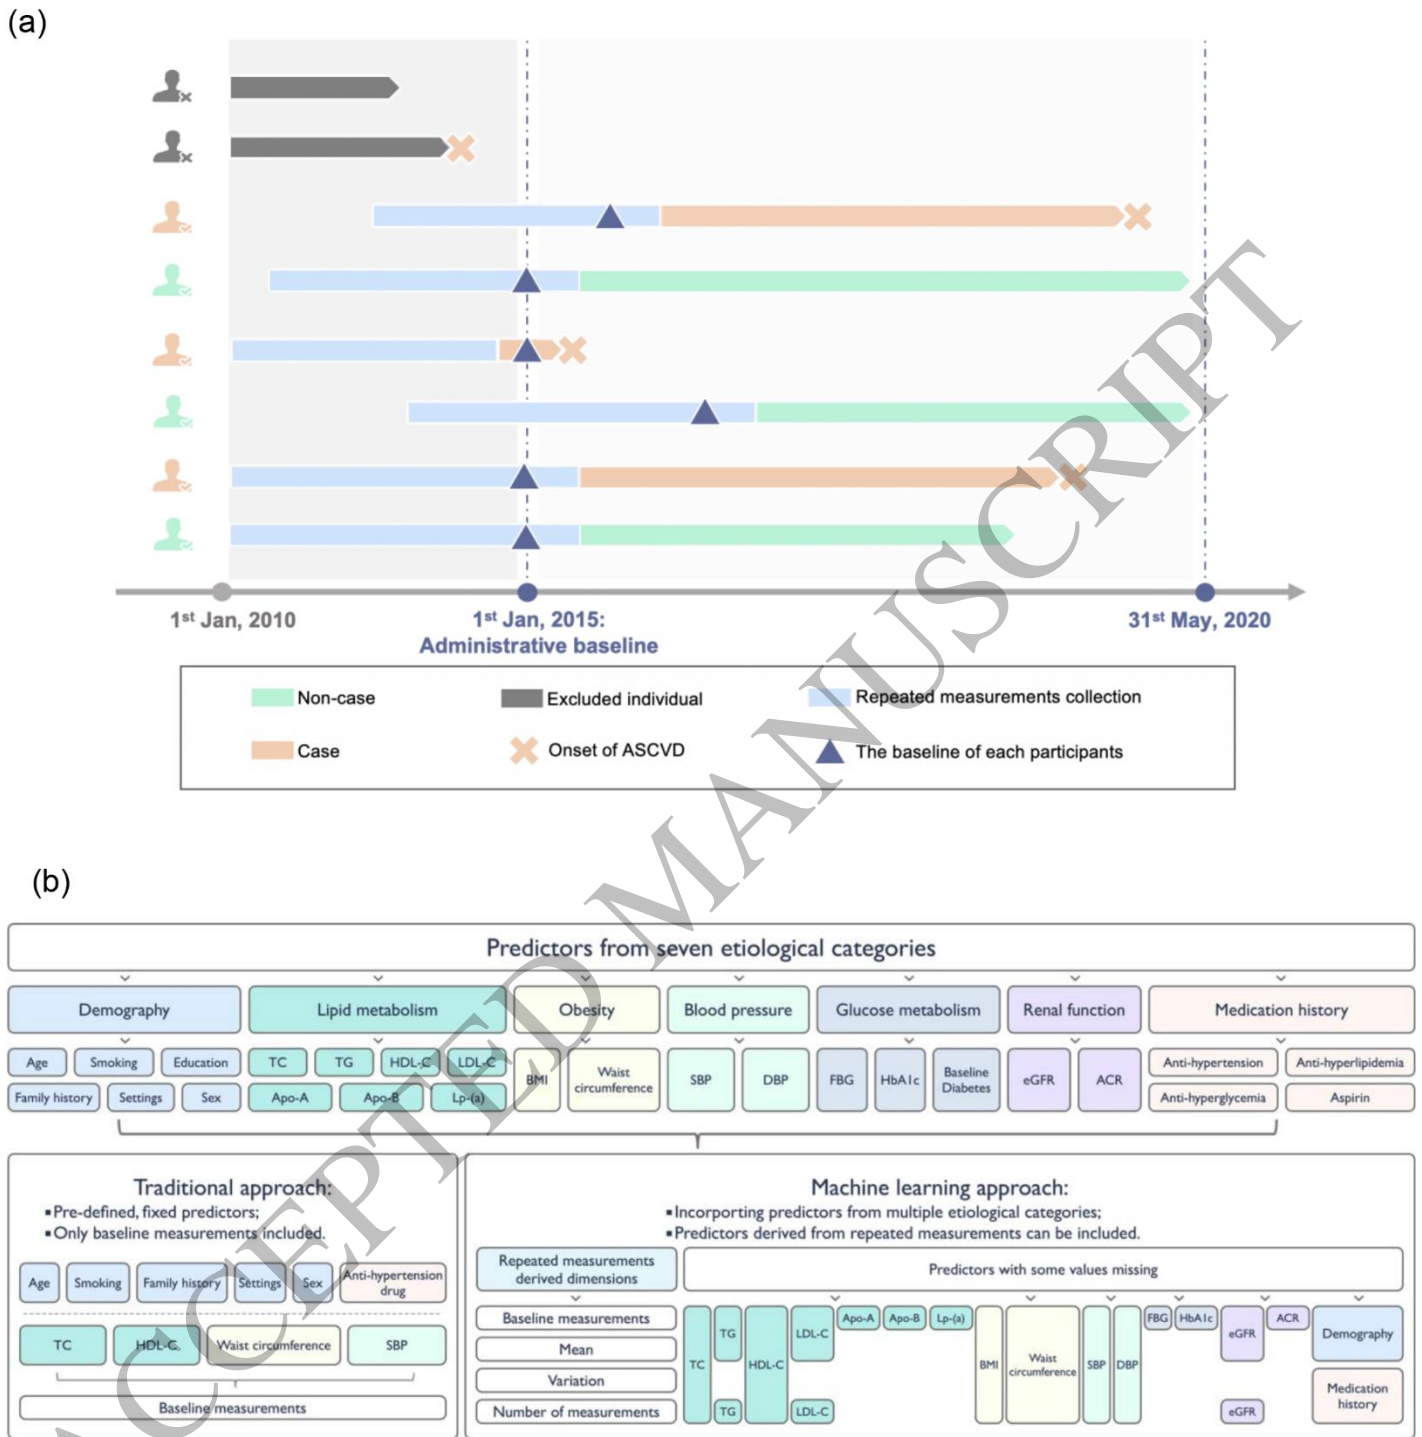 (a)
1st Jan, 2010
1st Jan, 2015:
Administrative baseline
31st May, 2020
Non-case
Excluded individual
Repeated measurements collection
Case
Onset of ASCVD
The baseline of each participants
(b)
Predictors from seven etiological categories
Demography
Lipid metabolism
Obesity
Blood pressure
Glucose metabolism
Renal function
Medication history
Age
Smoking
Education
Family history
Settings
Sex
TC
TG
HDL-C
LDL-C
Apo-A
Apo-B
Lp-(a)
BMI
Waist
circumference
SBP
DBP
FBG
HbA1c
Baseline
Diabetes
eGFR
ACR
Anti-hypertension
Anti-hyperlipidemia
Anti-hyperglycemia
Aspirin
Traditional approach:
▪Pre-defined, fixed predictors;
▪Only baseline measurements included.
Age
Smoking
Family history
Settings
Sex
Anti-hypertension
drug
TC
HDL-C
Waist circumference
SBP
Baseline measurements
Machine learning approach:
▪Incorporating predictors from multiple etiological categories;
▪Predictors derived from repeated measurements can be included.
Repeated measurements
derived dimensions
Predictors with some values missing
Baseline measurements
Mean
Variation
Number of measurements
TC
TG
TG
HDL-C
LDL-C
LDL-C
Apo-A
Apo-B
Lp-(a)
BMI
Waist
circumference
SBP
DBP
FBG
HbA1c
eGFR
eGFR
ACR
Demography
Medication
history
ACCEPTED MANUSCRIPT